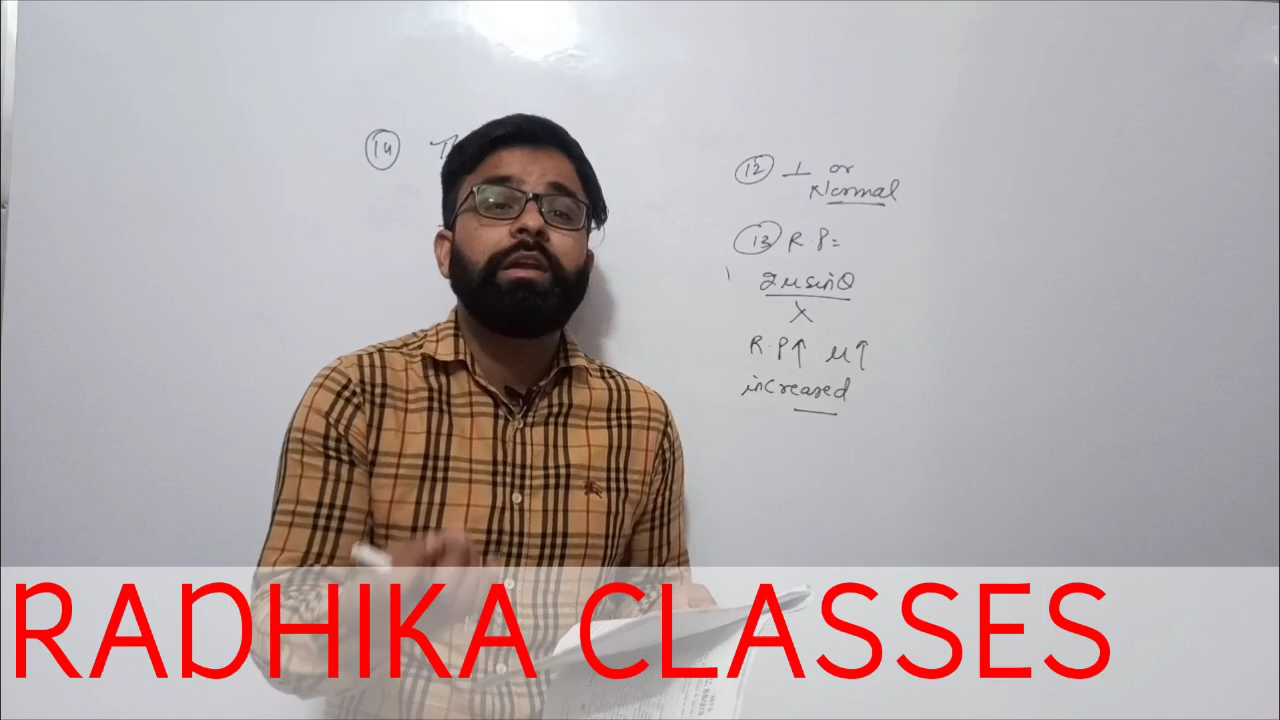 14
12 ⊥ or
Normal
13 R.P=
2μsinθ
λ
R.P↑ μ↑
increased
RADHIKA CLASSES